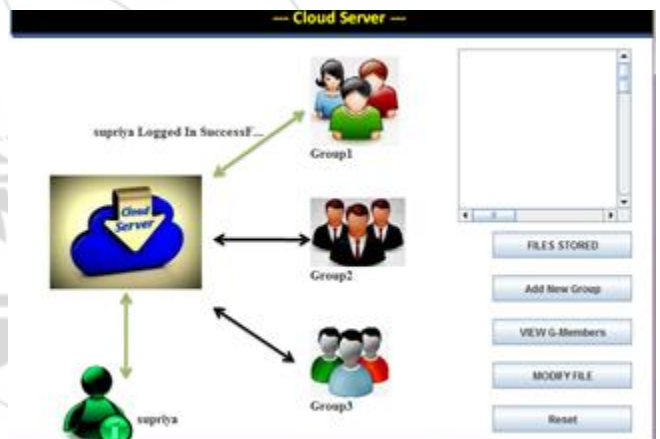 --- Cloud Server ---
supriya Logged In SuccessF...
Group1
Cloud
Server
Group2
Group3
supriya
FILES STORED
Add New Group
VIEW G-Members
MODIFY FILE
Reset